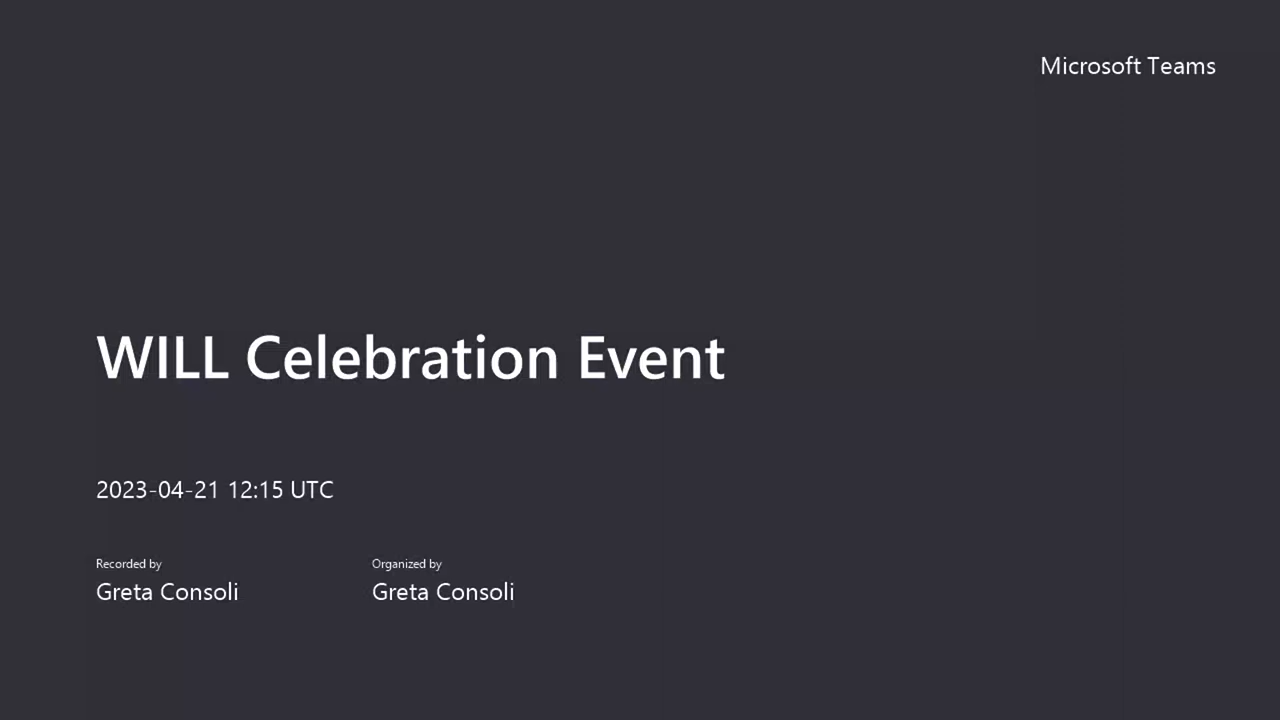 Microsoft Teams
WILL Celebration Event
2023-04-21 12:15 UTC
Recorded by
Greta Consoli
Organized by
Greta Consoli